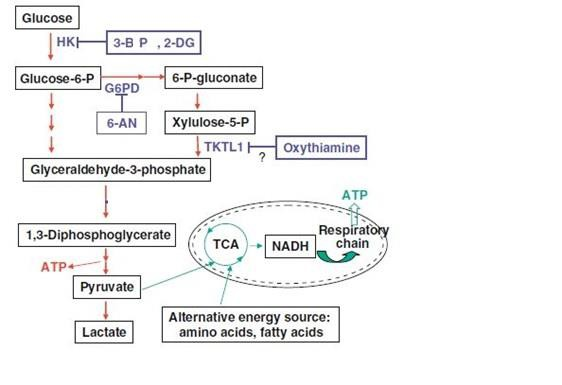 Glucose
HK
3-B P , 2-DG
Glucose-6-P
G6PD
6-P-gluconate
6-AN
Xylulose-5-P
TKTL1
?
Oxythiamine
Glyceraldehyde-3-phosphate
ATP
1,3-Diphosphoglycerate
TCA
NADH
Respiratory
chain
ATP
Pyruvate
Alternative energy source:
amino acids, fatty acids
Lactate